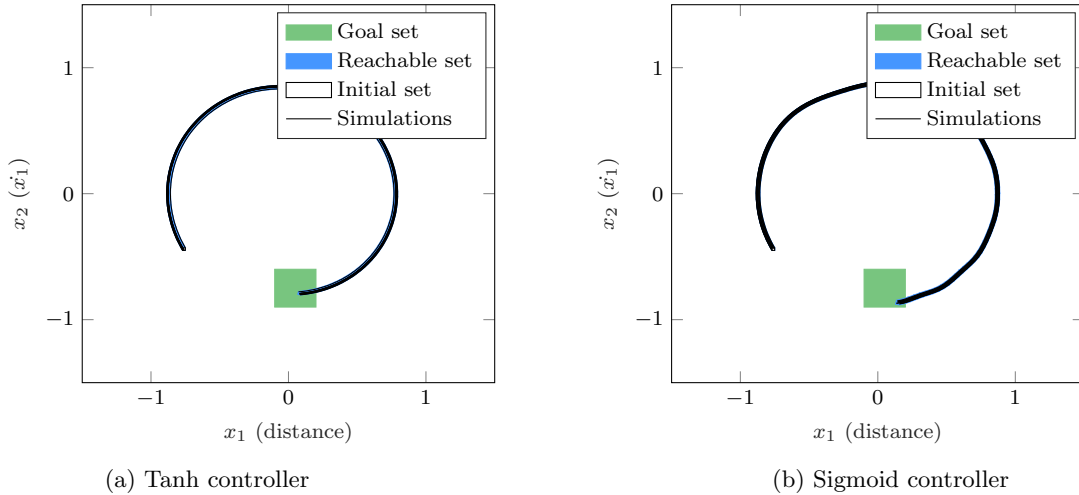 Goal set
Reachable set
Initial set
Simulations
1
0
−1
x₂ (ẋ₁)
−1 0 1
x₁ (distance)
(a) Tanh controller
Goal set
Reachable set
Initial set
Simulations
1
0
−1
x₂ (ẋ₁)
−1 0 1
x₁ (distance)
(b) Sigmoid controller